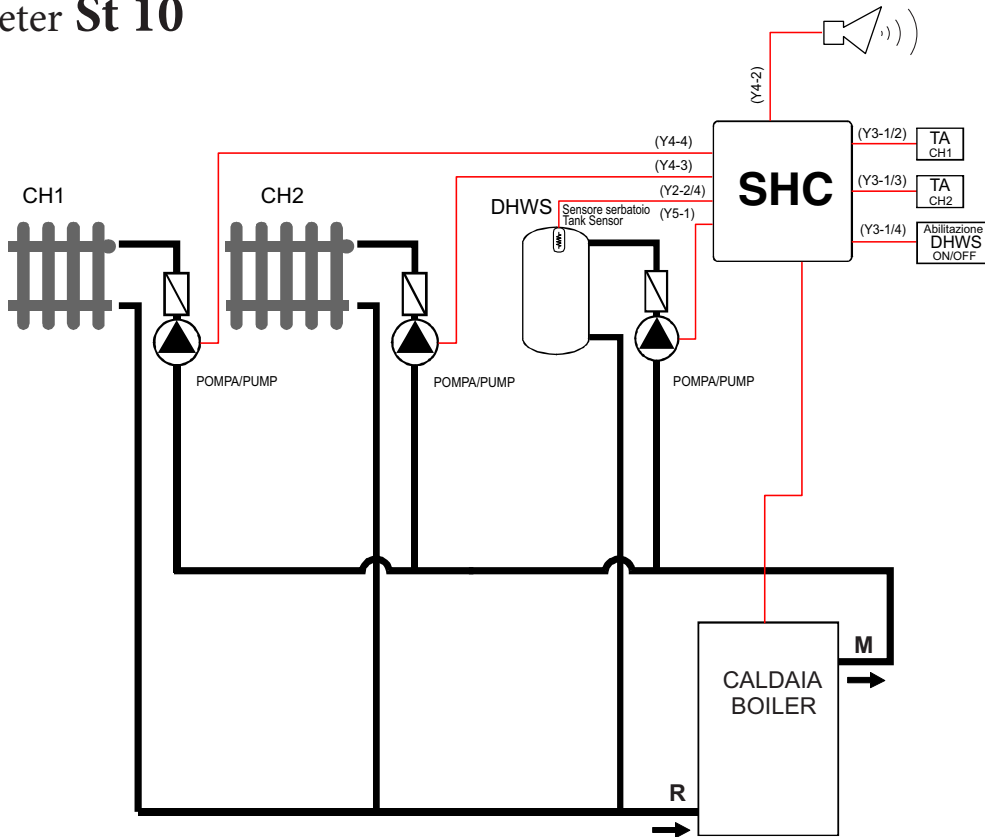 eter St 10
(Y4-2)
(Y4-4)
(Y4-3)
(Y2-2/4)
(Y5-1)
SHC
(Y3-1/2)
TA
CH1
(Y3-1/3)
TA
CH2
(Y3-1/4)
Abilitazione
DHWS
ON/OFF
CH1
CH2
DHWS
Sensore serbatoio
Tank Sensor
POMPA/PUMP
POMPA/PUMP
POMPA/PUMP
M
CALDAIA
BOILER
R